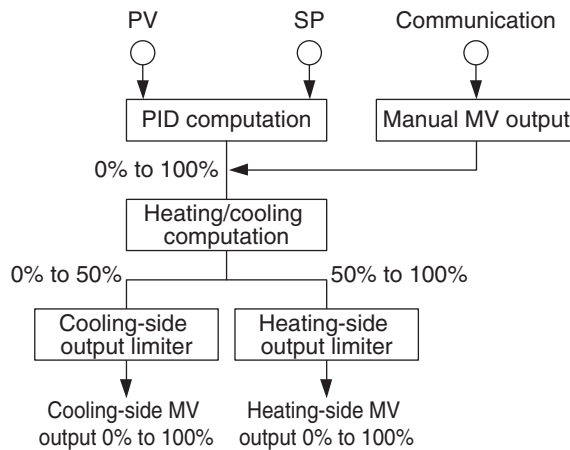 PV
SP
Communication
PID computation
Manual MV output
0% to 100%
Heating/cooling
computation
0% to 50%
50% to 100%
Cooling-side
output limiter
Heating-side
output limiter
Cooling-side MV
output 0% to 100%
Heating-side MV
output 0% to 100%